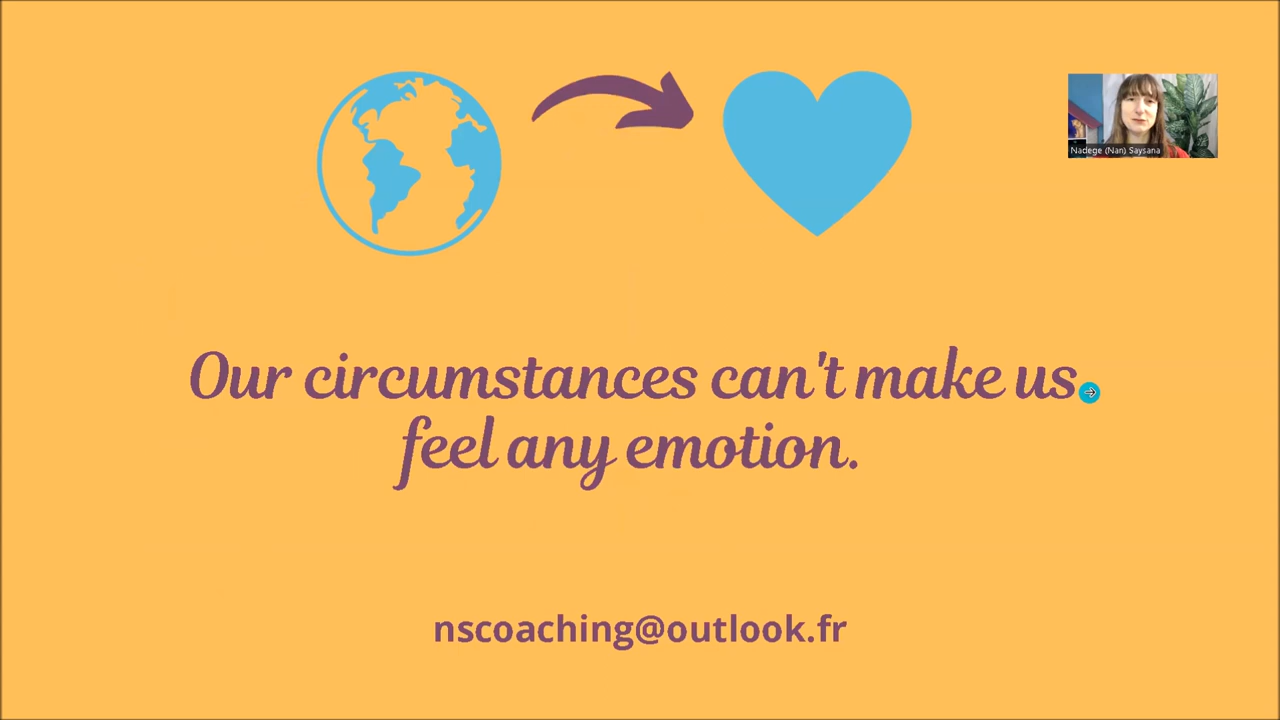 Nadege (Nan) Saysana
Our circumstances can't make us
feel any emotion.
nscoaching@outlook.fr